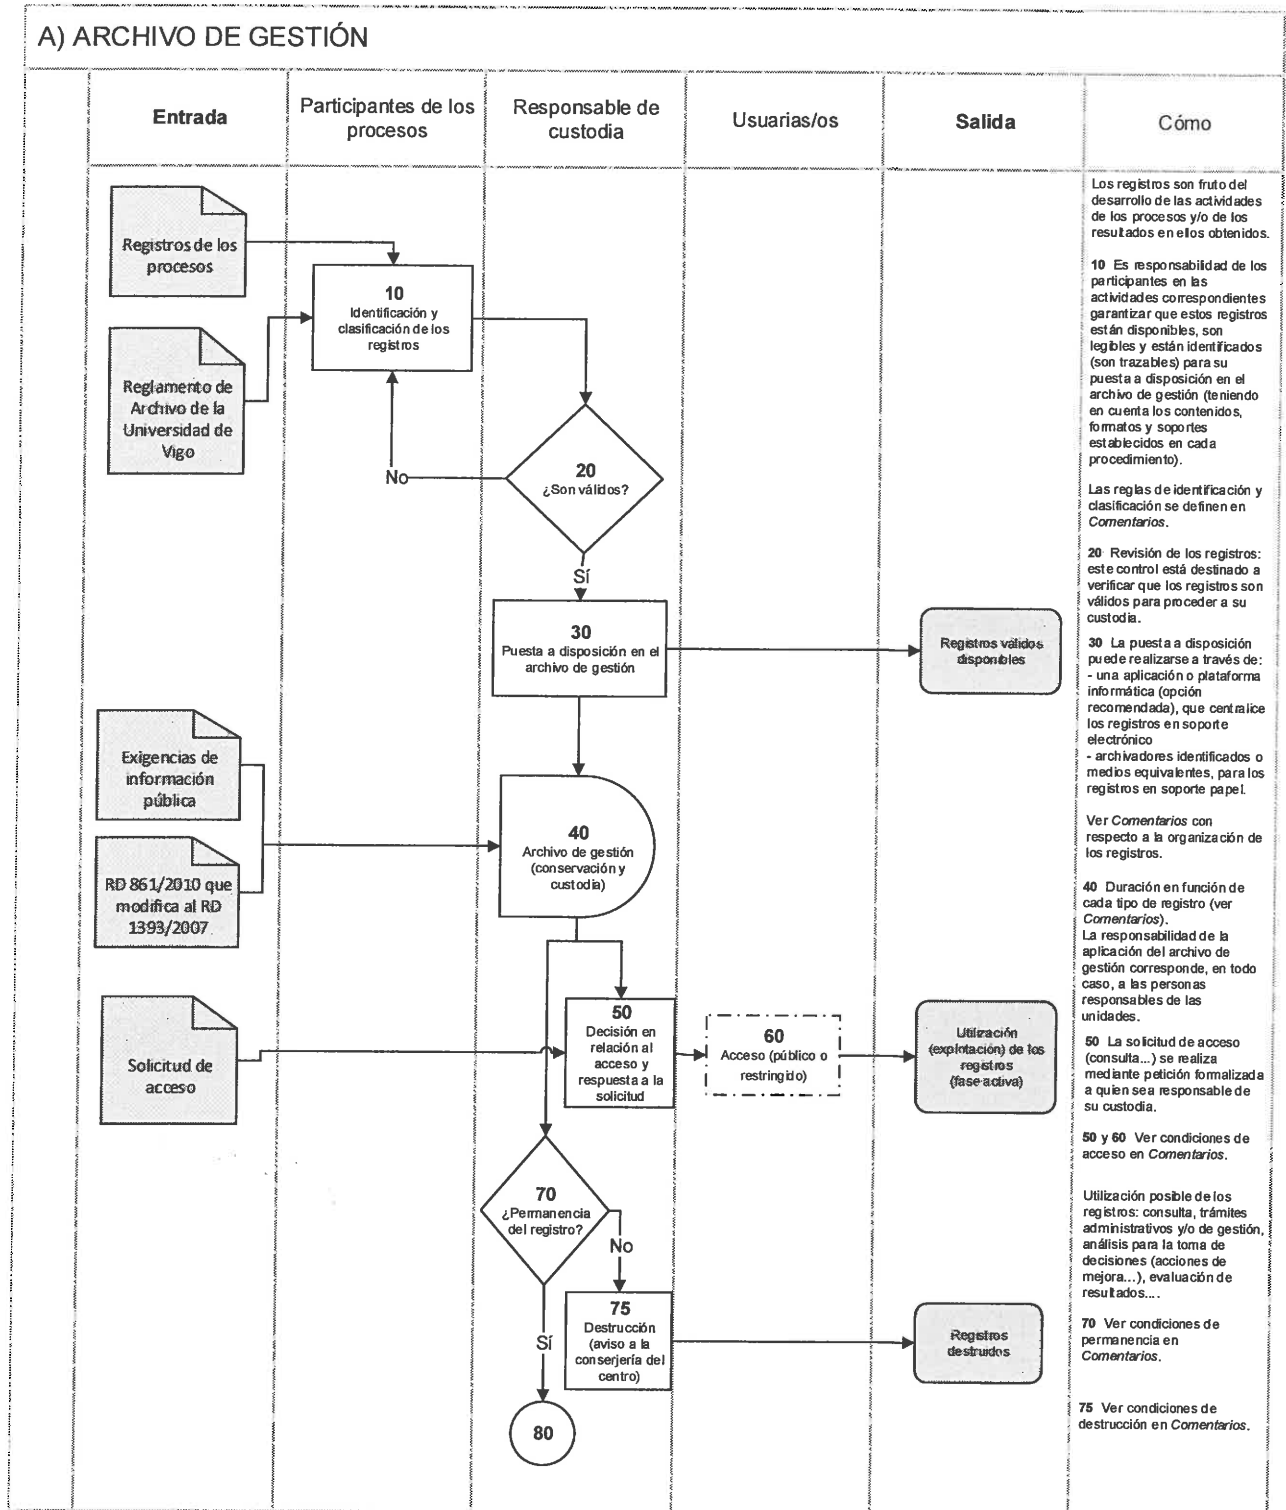 A) ARCHIVO DE GESTIÓN
Entrada
Participantes de los
procesos
Responsable de
custodia
Usuarias/os
Salida
Cómo
Registros de los
procesos
Reglamento de
Archivo de la
Universidad de
Vigo
10
Identificación y
clasificación de los
registros
No
20
¿Son válidos?
Sí
30
Puesta a disposición en el
archivo de gestión
Registros válidos
disponibles
Exigencias de
información
pública
RD 861/2010 que
modifica al RD
1393/2007
40
Archivo de gestión
(conservación y
custodia)
Solicitud de
acceso
50
Decisión en
relación al
acceso y
respuesta a la
solicitud
60
Acceso (público o
restringido)
Utilización
(explotación) de los
registros
(fase activa)
70
¿Permanencia
del registro?
No
Sí
75
Destrucción
(aviso a la
conserjería del
centro)
Registros
destruidos
80
Los registros son fruto del
desarrollo de las actividades
de los procesos y/o de los
resultados en ellos obtenidos.
10 Es responsabilidad de los
participantes en las
actividades correspondientes
garantizar que estos registros
están disponibles, son
legibles y están identificados
(son trazables) para su
puesta a disposición en el
archivo de gestión (teniendo
en cuenta los contenidos,
formatos y soportes
establecidos en cada
procedimiento).
Las reglas de identificación y
clasificación se definen en
Comentarios.
20 Revisión de los registros:
este control está destinado a
verificar que los registros son
válidos para proceder a su
custodia.
30 La puesta a disposición
puede realizarse a través de:
- una aplicación o plataforma
informática (opción
recomendada), que centralice
los registros en soporte
electrónico
- archivadores identificados o
medios equivalentes, para los
registros en soporte papel.
Ver Comentarios con
respecto a la organización de
los registros.
40 Duración en función de
cada tipo de registro (ver
Comentarios).
La responsabilidad de la
aplicación del archivo de
gestión corresponde, en todo
caso, a las personas
responsables de las
unidades.
50 La solicitud de acceso
(consulta...) se realiza
mediante petición formalizada
a quien sea responsable de
su custodia.
50 y 60 Ver condiciones de
acceso en Comentarios.
Utilización posible de los
registros: consulta, trámites
administrativos y/o de gestión,
análisis para la toma de
decisiones (acciones de
mejora...), evaluación de
resultados....
70 Ver condiciones de
permanencia en
Comentarios.
75 Ver condiciones de
destrucción en Comentarios.